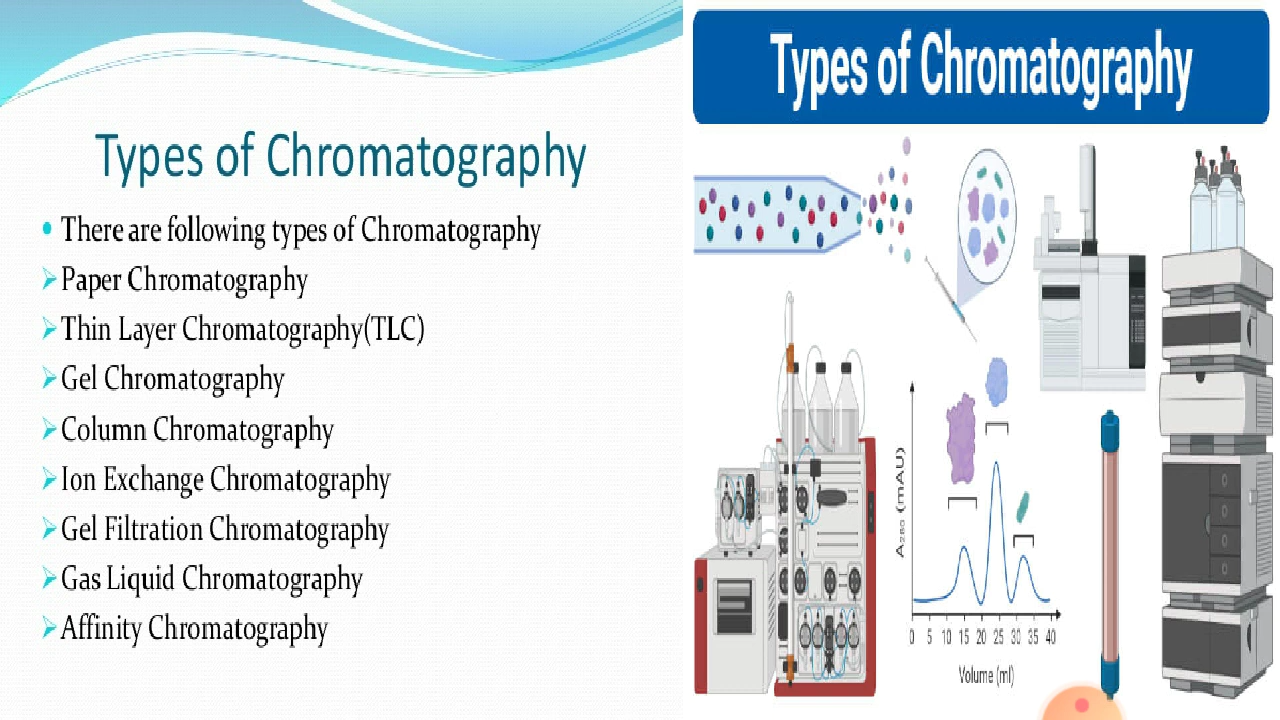 Types of Chromatography
There are following types of Chromatography
Paper Chromatography
Thin Layer Chromatography(TLC)
Gel Chromatography
Column Chromatography
Ion Exchange Chromatography
Gel Filtration Chromatography
Gas Liquid Chromatography
Affinity Chromatography
Types of Chromatography
A₂₈₀ (mAU)
0 5 10 15 20 25 30 35 40
Volume (ml)